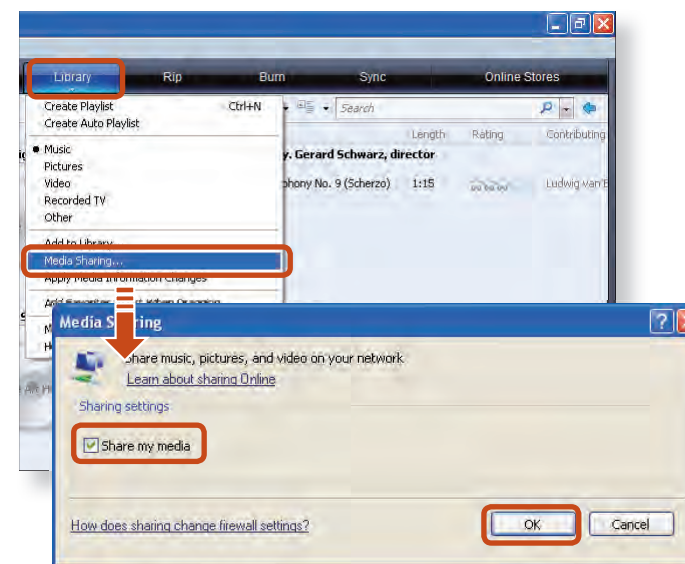 Library Rip Burn Sync Online Stores
Create Playlist Ctrl+N Search
Create Auto Playlist
Length Rating Contributing
Music
y. Gerard Schwarz, director
Pictures
Video phony No. 9 (Scherzo) 1:15 Ludwig van
Recorded TV
Other
Add to Library
Media Sharing...
Apply Media Information Changes
When Dragging
Media
Share music, pictures, and video on your network
Learn about sharing Online
Sharing settings
Share my media
How does sharing change firewall settings? OK Cancel